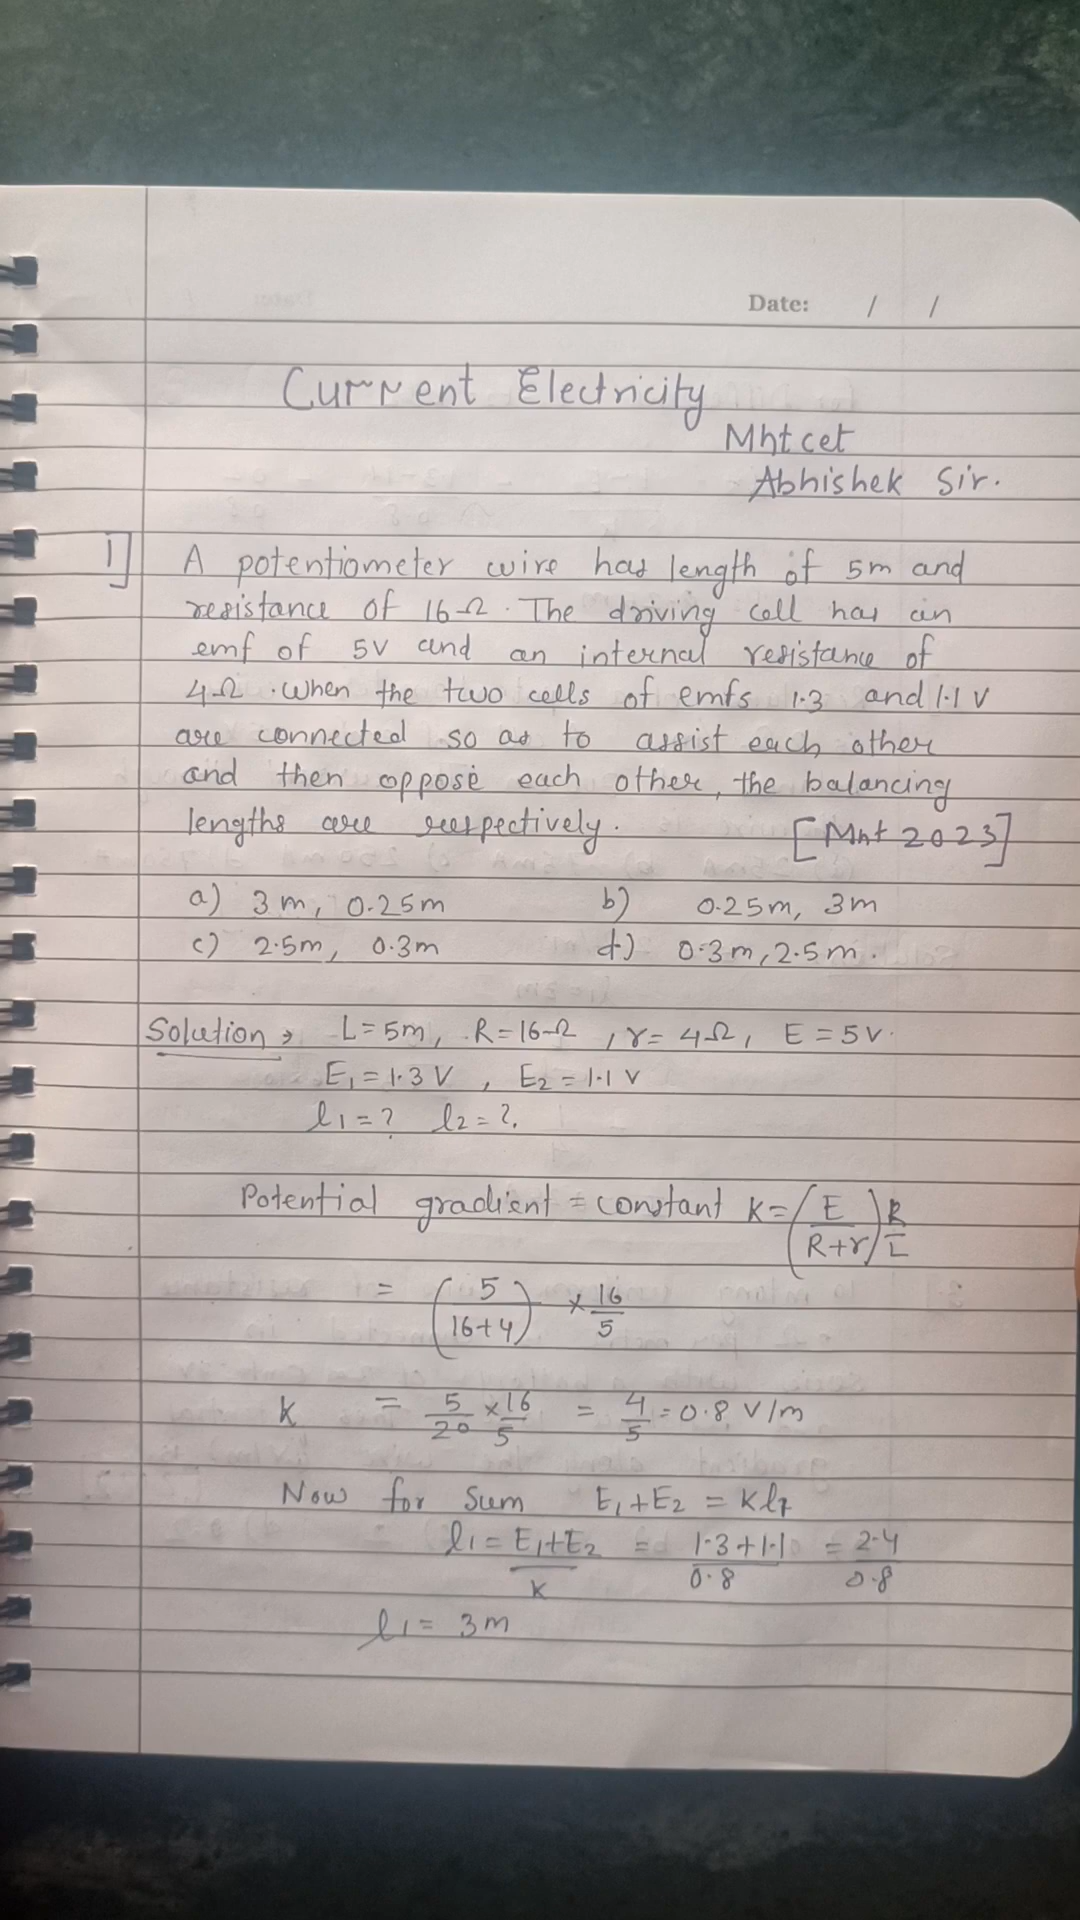 Date: / /
Current Electricity
Mht cet
Abhishek Sir.
1] A potentiometer wire has length of 5m and
resistance of 16Ω. The driving cell has an
emf of 5V and an internal resistance of
4Ω. When the two cells of emfs 1.3 and 1.1 V
are connected so as to assist each other
and then oppose each other, the balancing
lengths are respectively. [Mht 2023]
a) 3m, 0.25m b) 0.25m, 3m
c) 2.5m, 0.3m d) 0.3m, 2.5m.
Solution → L=5m, R=16Ω, r=4Ω, E=5V.
E₁=1.3V, E₂=1.1V
l₁=? l₂=?.
Potential gradient = constant K=(E/R+r)R/L
= (5/16+4) × 16/5
K = 5/20 × 16/5 = 4/5 = 0.8 V/m
Now for Sum E₁+E₂ = Kl₁
l₁ = E₁+E₂/K = 1.3+1.1/0.8 = 2.4/0.8
l₁ = 3m